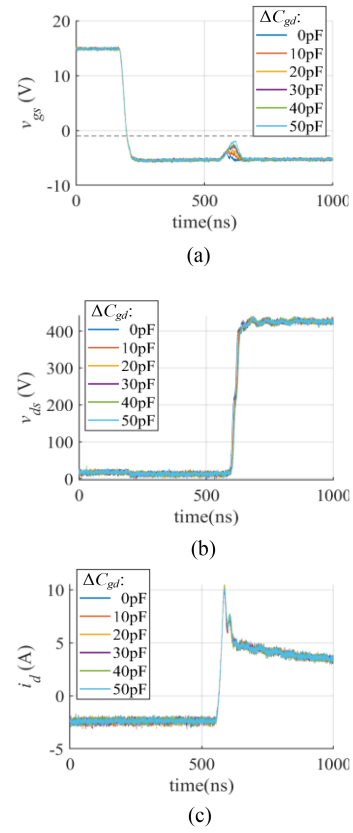 20
10
0
-10
v_gs (V)
ΔC_gd:
0pF
10pF
20pF
30pF
40pF
50pF
0 500 1000
time(ns)
(a)
400
300
200
100
0
v_ds (V)
ΔC_gd:
0pF
10pF
20pF
30pF
40pF
50pF
0 500 1000
time(ns)
(b)
10
5
0
-5
i_d (A)
ΔC_gd:
0pF
10pF
20pF
30pF
40pF
50pF
0 500 1000
time(ns)
(c)